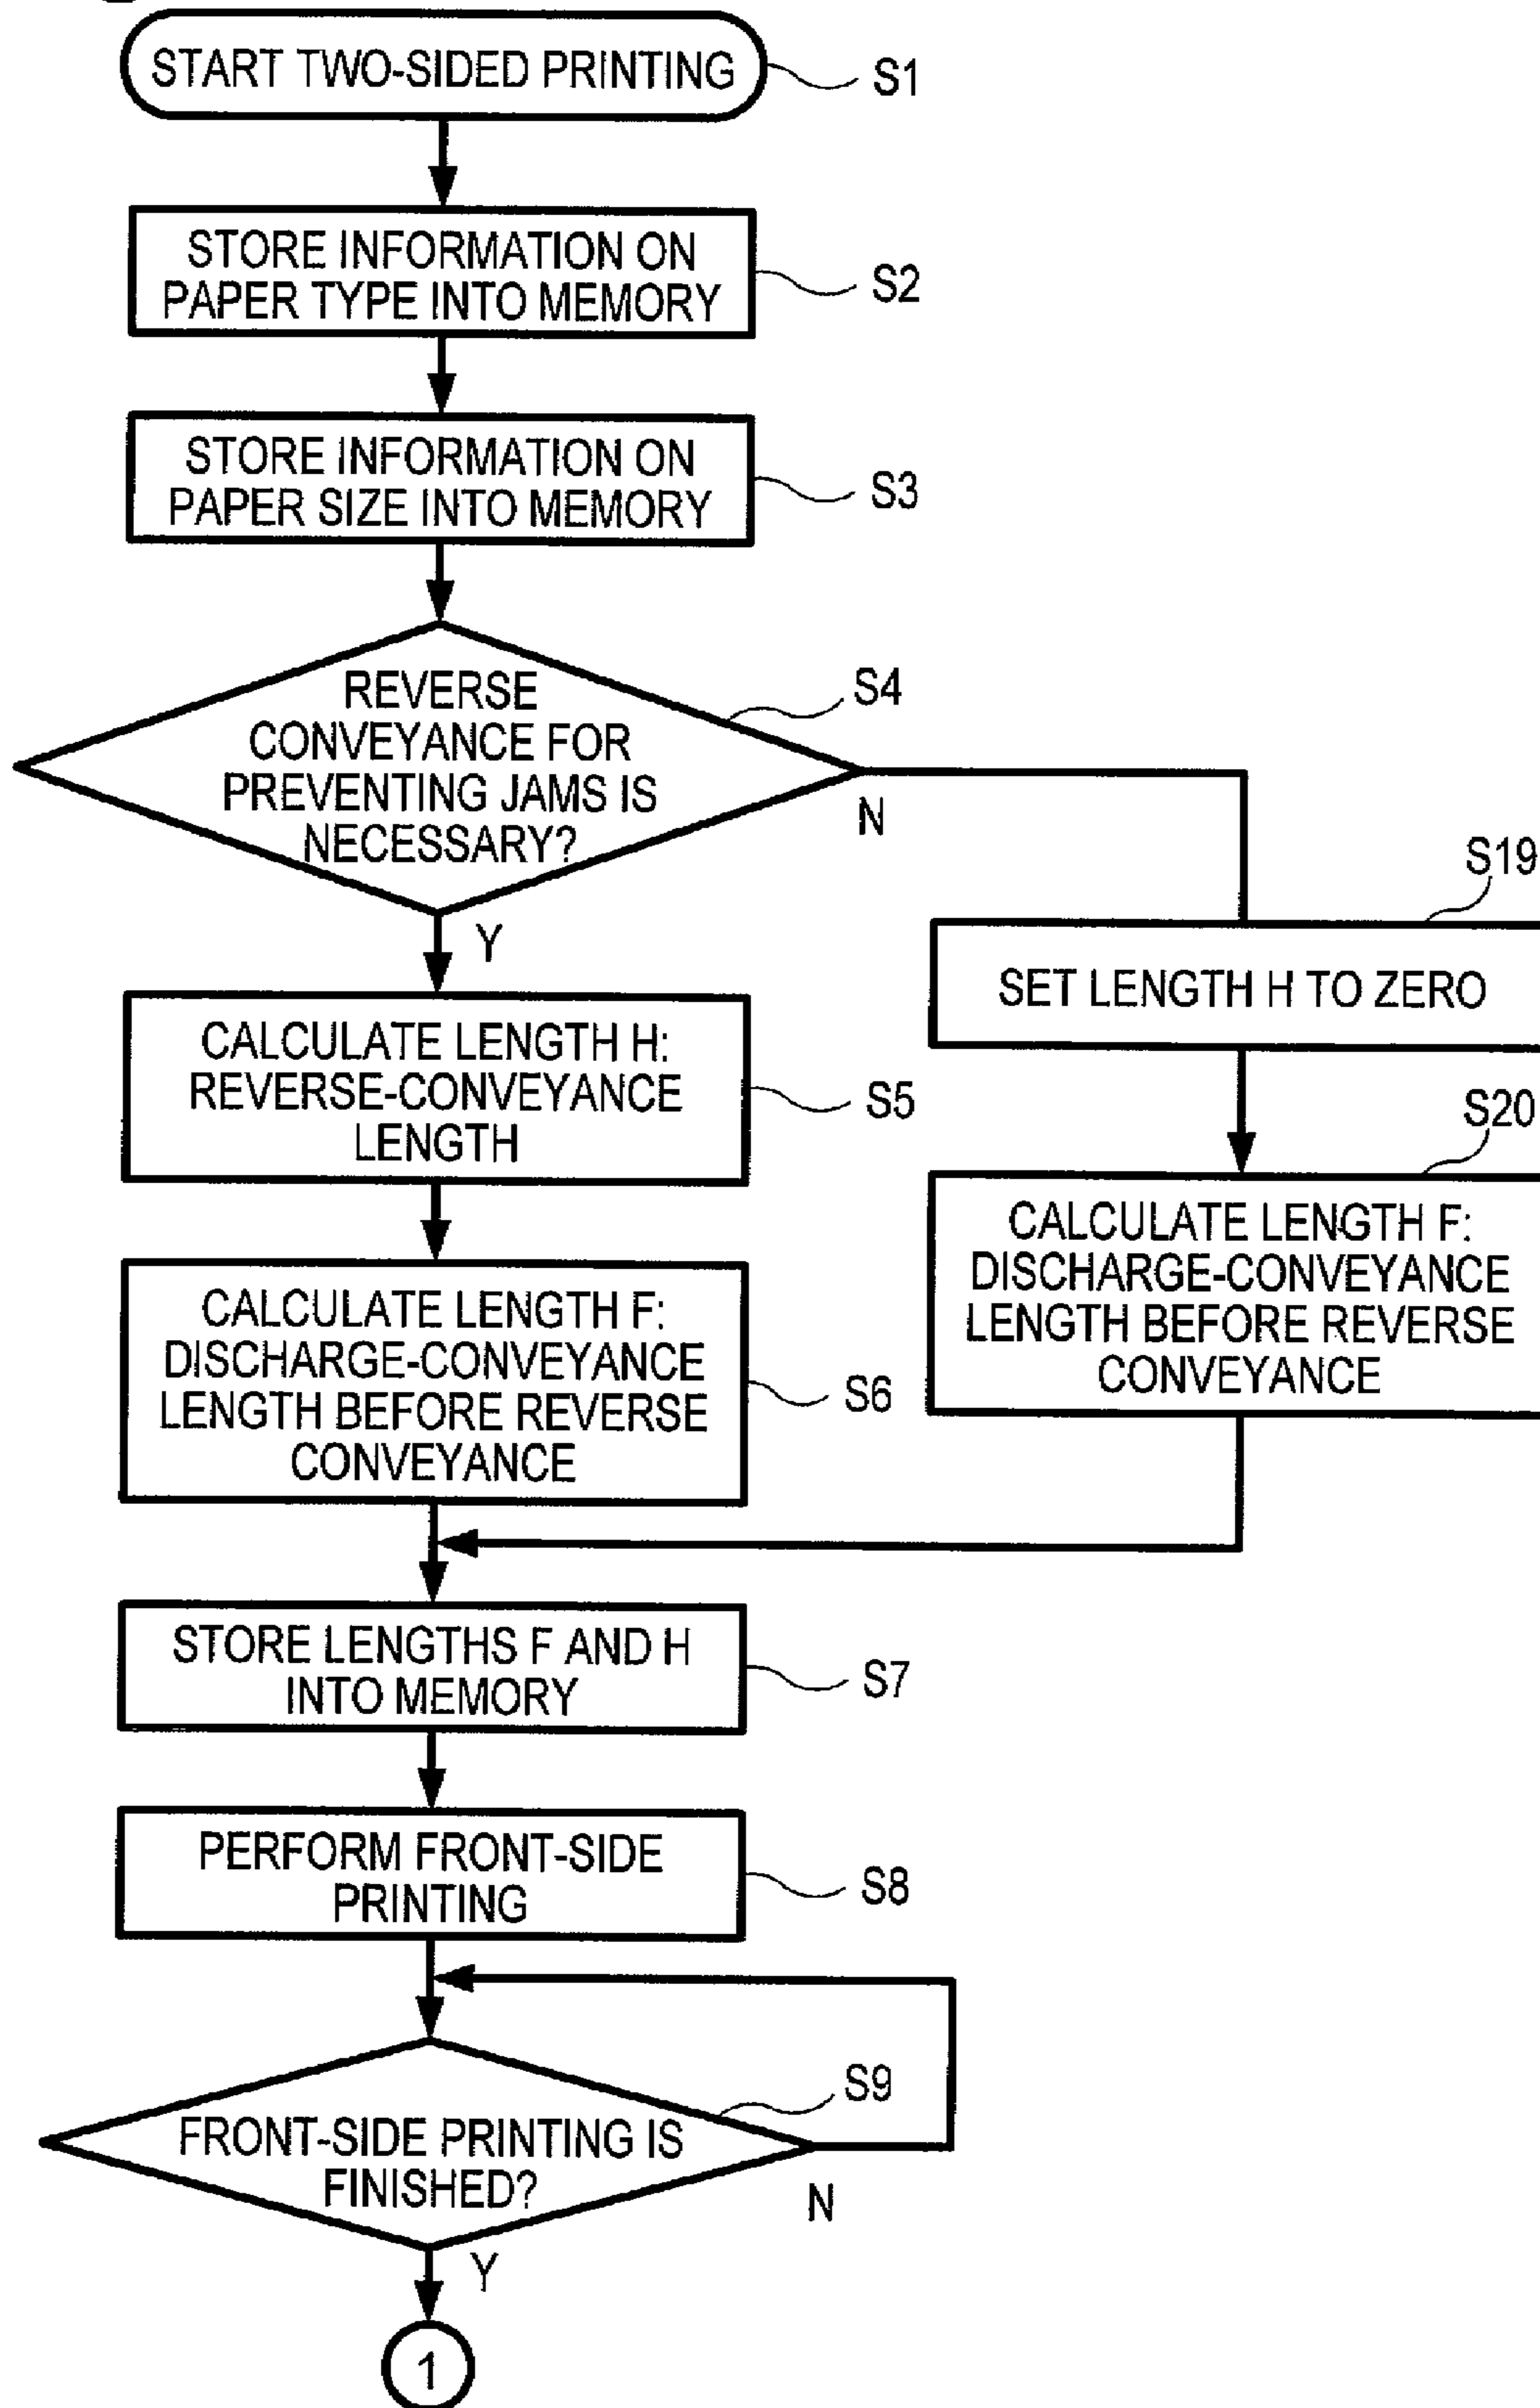 START TWO-SIDED PRINTING
S1
STORE INFORMATION ON
PAPER TYPE INTO MEMORY
S2
STORE INFORMATION ON
PAPER SIZE INTO MEMORY
S3
REVERSE
CONVEYANCE FOR
PREVENTING JAMS IS
NECESSARY?
S4
N
Y
S19
SET LENGTH H TO ZERO
CALCULATE LENGTH H:
REVERSE-CONVEYANCE
LENGTH
S5
S20
CALCULATE LENGTH F:
DISCHARGE-CONVEYANCE
LENGTH BEFORE REVERSE
CONVEYANCE
CALCULATE LENGTH F:
DISCHARGE-CONVEYANCE
LENGTH BEFORE REVERSE
CONVEYANCE
S6
STORE LENGTHS F AND H
INTO MEMORY
S7
PERFORM FRONT-SIDE
PRINTING
S8
S9
FRONT-SIDE PRINTING IS
FINISHED?
N
Y
1